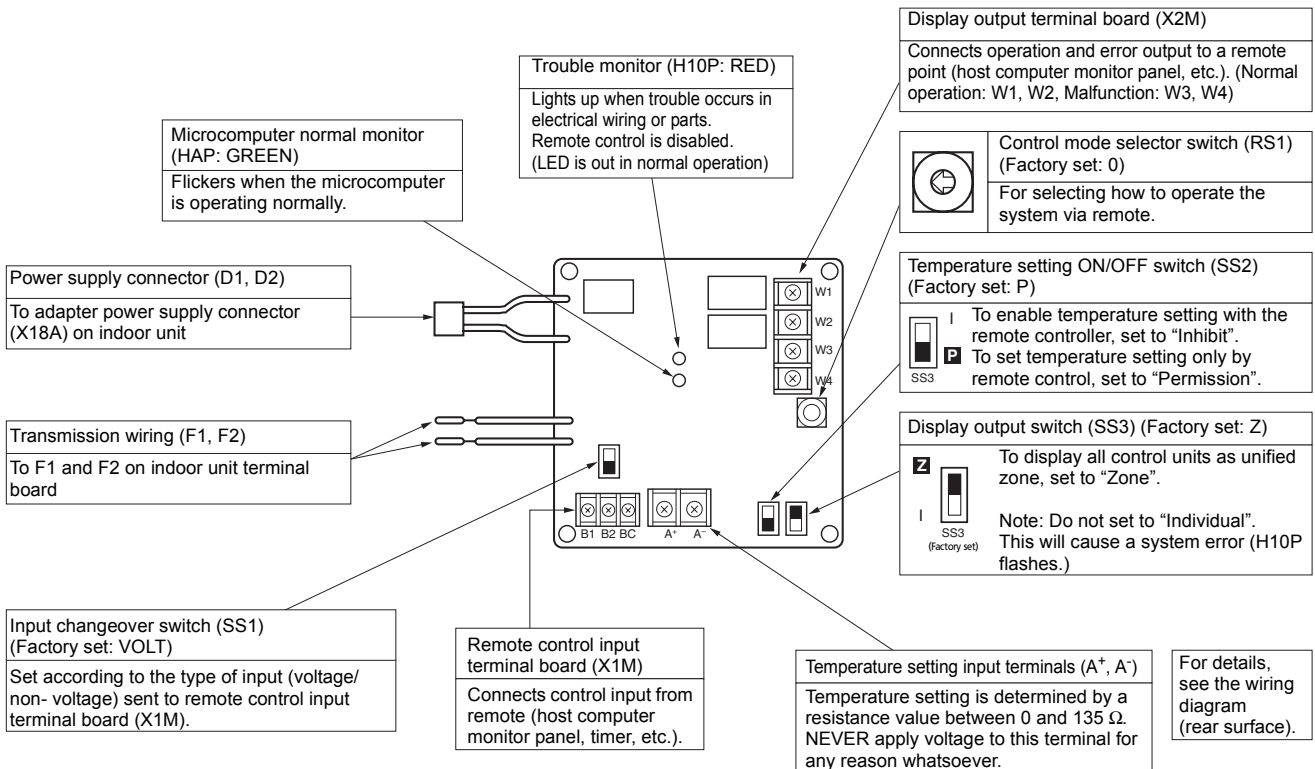 Display output terminal board (X2M)
Connects operation and error output to a remote
point (host computer monitor panel, etc.). (Normal
operation: W1, W2, Malfunction: W3, W4)
Trouble monitor (H10P: RED)
Lights up when trouble occurs in
electrical wiring or parts.
Remote control is disabled.
(LED is out in normal operation)
Microcomputer normal monitor
(HAP: GREEN)
Flickers when the microcomputer
is operating normally.
Control mode selector switch (RS1)
(Factory set: 0)
For selecting how to operate the
system via remote.
Power supply connector (D1, D2)
To adapter power supply connector
(X18A) on indoor unit
W1
W2
W3
W4
Temperature setting ON/OFF switch (SS2)
(Factory set: P)
I
P
SS3
To enable temperature setting with the
remote controller, set to “Inhibit”.
To set temperature setting only by
remote control, set to “Permission”.
Transmission wiring (F1, F2)
To F1 and F2 on indoor unit terminal
board
Display output switch (SS3) (Factory set: Z)
Z
I
SS3
(Factory set)
To display all control units as unified
zone, set to “Zone”.
Note: Do not set to “Individual”.
This will cause a system error (H10P
flashes.)
B1 B2 BC A+ A-
Input changeover switch (SS1)
(Factory set: VOLT)
Set according to the type of input (voltage/
non- voltage) sent to remote control input
terminal board (X1M).
Remote control input
terminal board (X1M)
Connects control input from
remote (host computer
monitor panel, timer, etc.).
Temperature setting input terminals (A+, A-)
Temperature setting is determined by a
resistance value between 0 and 135 Ω.
NEVER apply voltage to this terminal for
any reason whatsoever.
For details,
see the wiring
diagram
(rear surface).